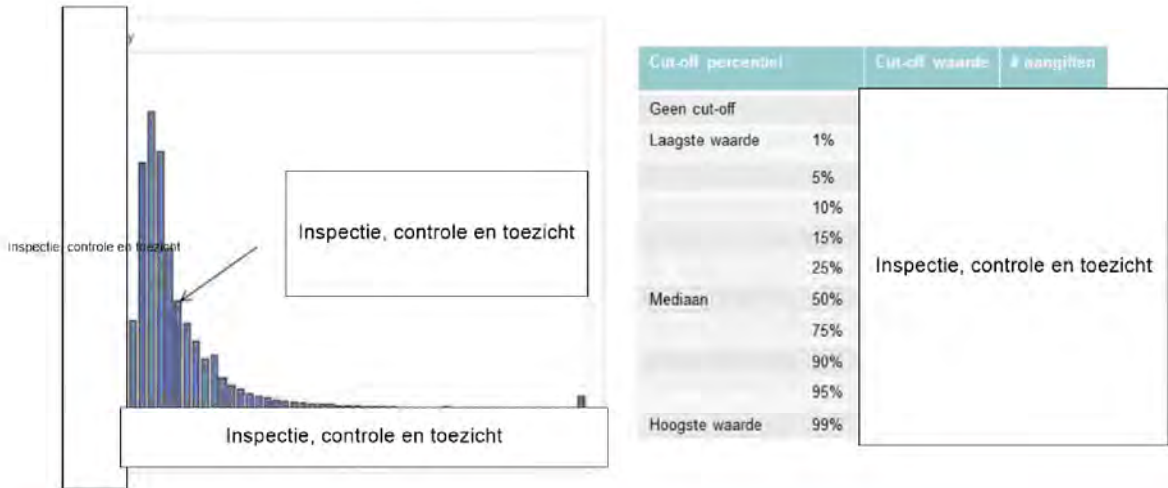 y
Inspectie, controle en toezicht
Inspectie, controle en toezicht
Inspectie, controle en toezicht
Cut-off percentiel Cut-off waarde # aangiften
Geen cut-off
Laagste waarde 1%
5%
10%
15%
25%
Mediaan 50%
75%
90%
95%
Hoogste waarde 99%
Inspectie, controle en toezicht